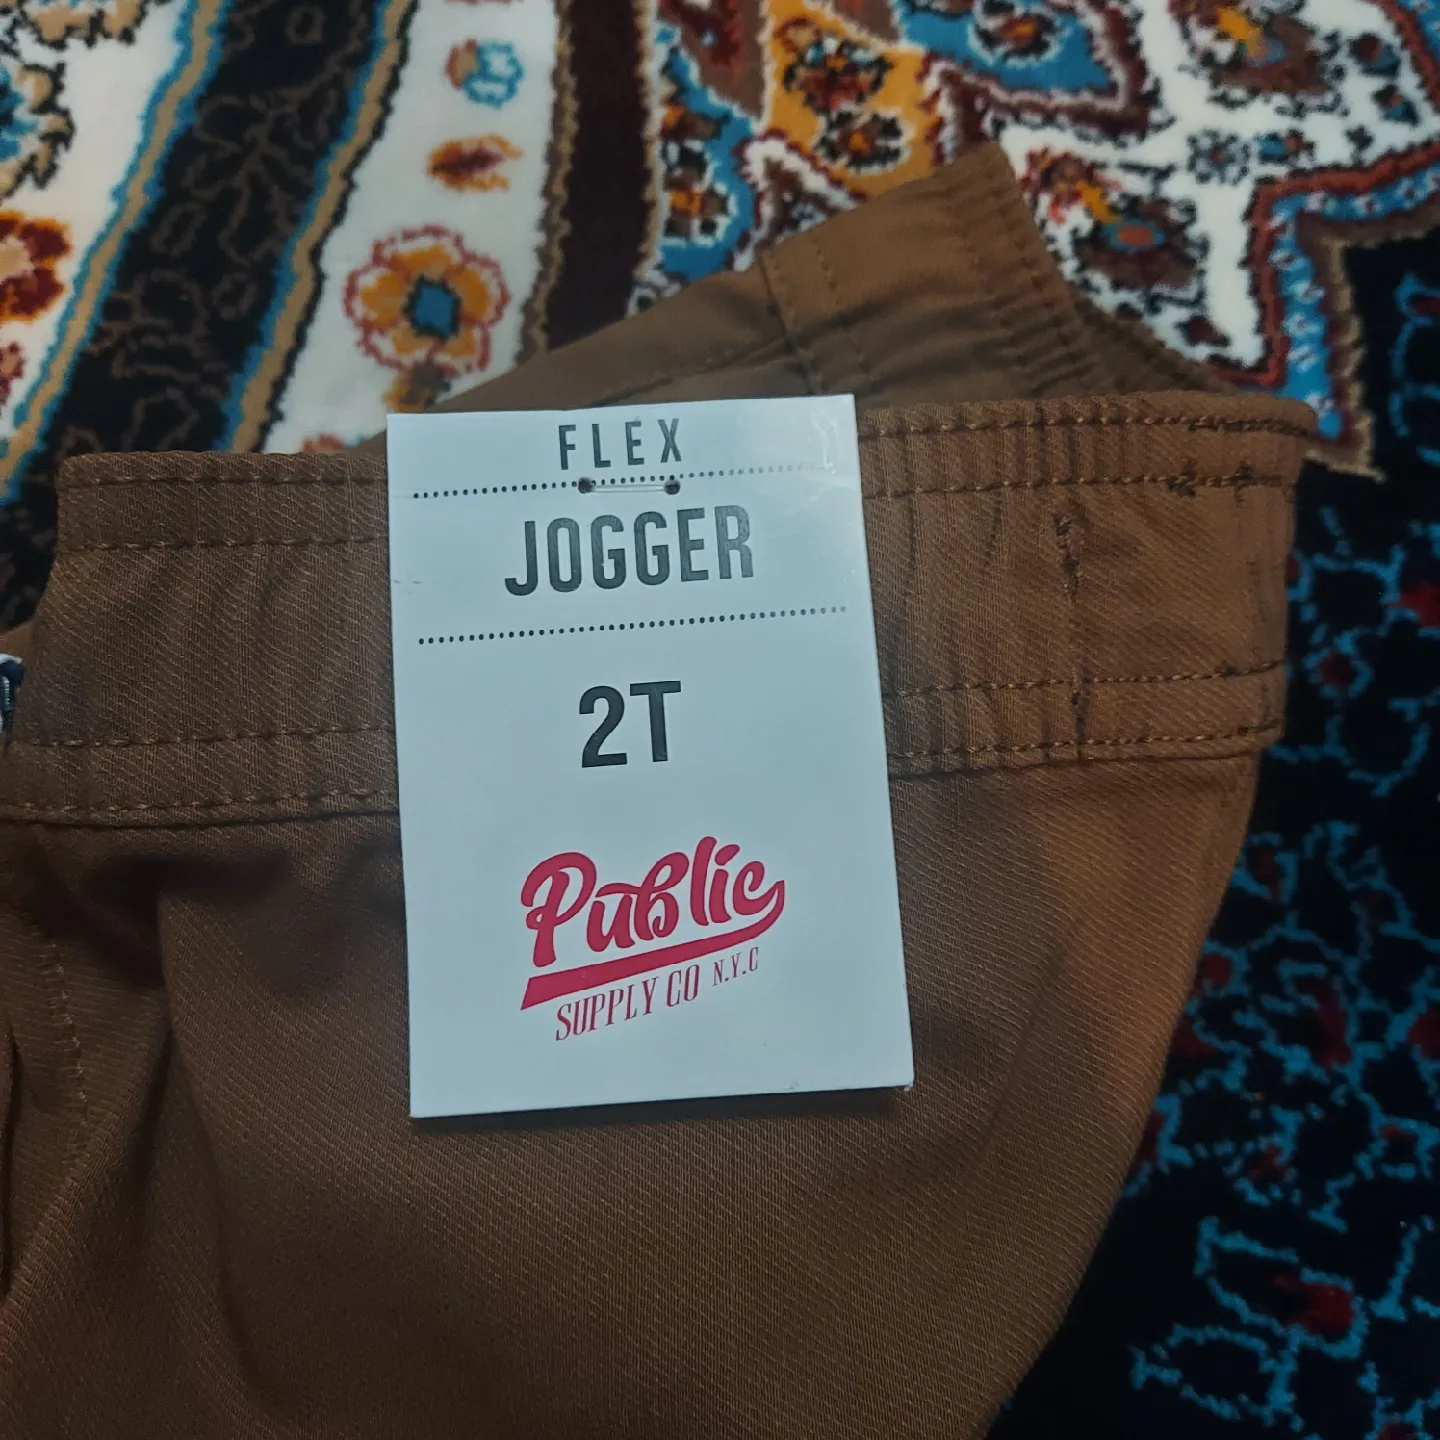 FLEX
JOGGER
2T
Public
SUPPLY CO N.Y.C